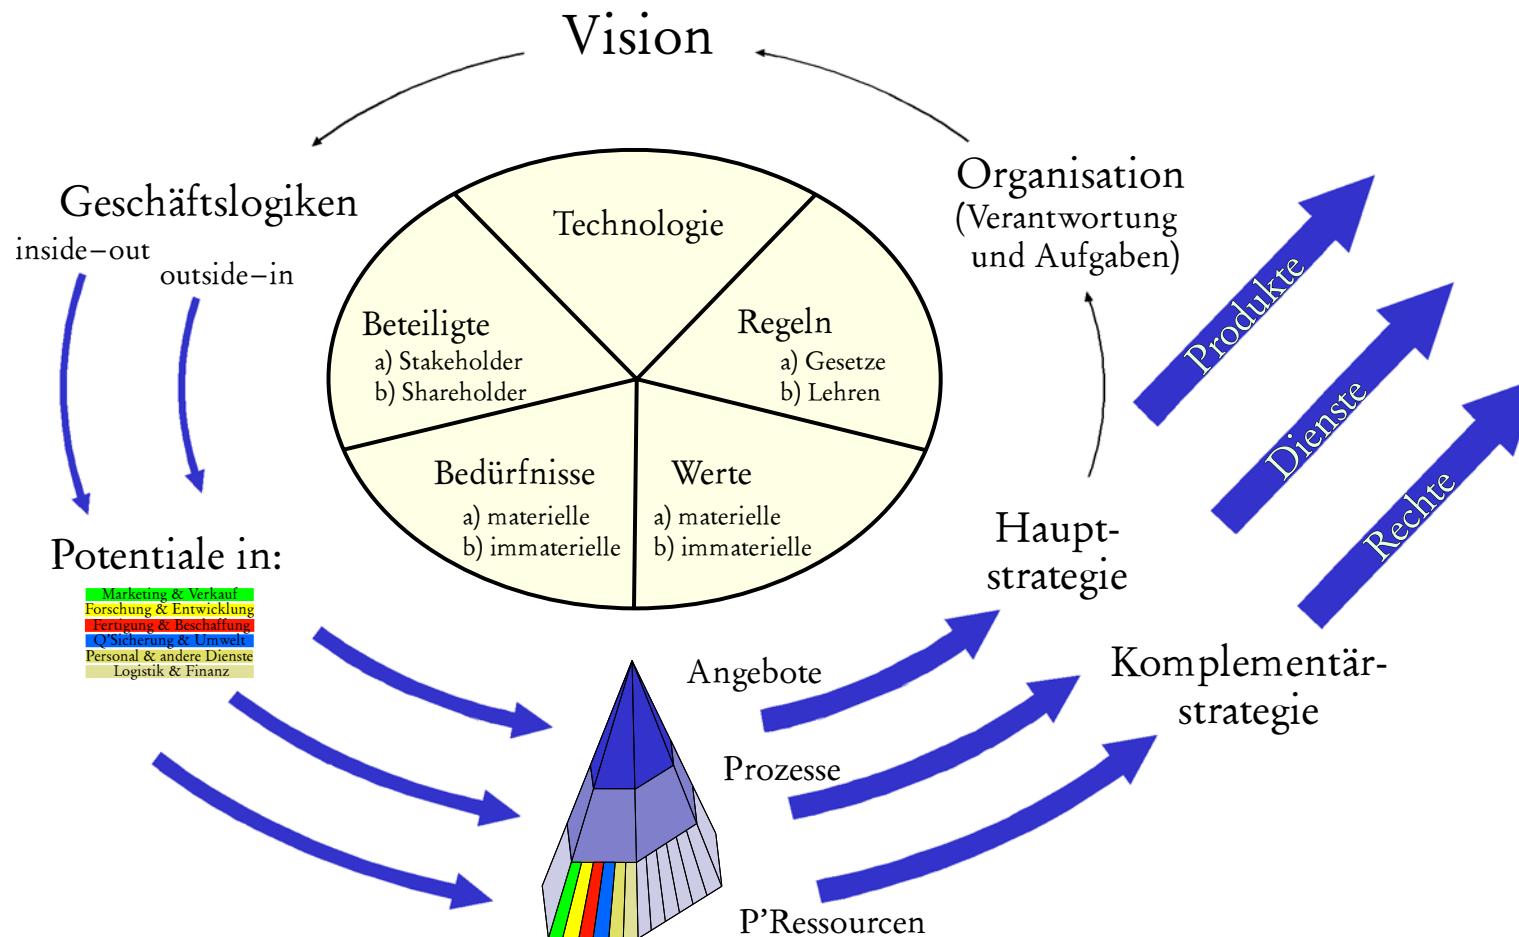 Vision
Geschäftslogiken
inside–out
outside–in
Technologie
Beteiligte
a) Stakeholder
b) Shareholder
Regeln
a) Gesetze
b) Lehren
Bedürfnisse
a) materielle
b) immaterielle
Werte
a) materielle
b) immaterielle
Organisation
(Verantwortung
und Aufgaben)
Produkte
Dienste
Rechte
Potentiale in:
Marketing & Verkauf
Forschung & Entwicklung
Fertigung & Beschaffung
Q'Sicherung & Umwelt
Personal & andere Dienste
Logistik & Finanz
Angebote
Prozesse
P'Ressourcen
Haupt-
strategie
Komplementär-
strategie